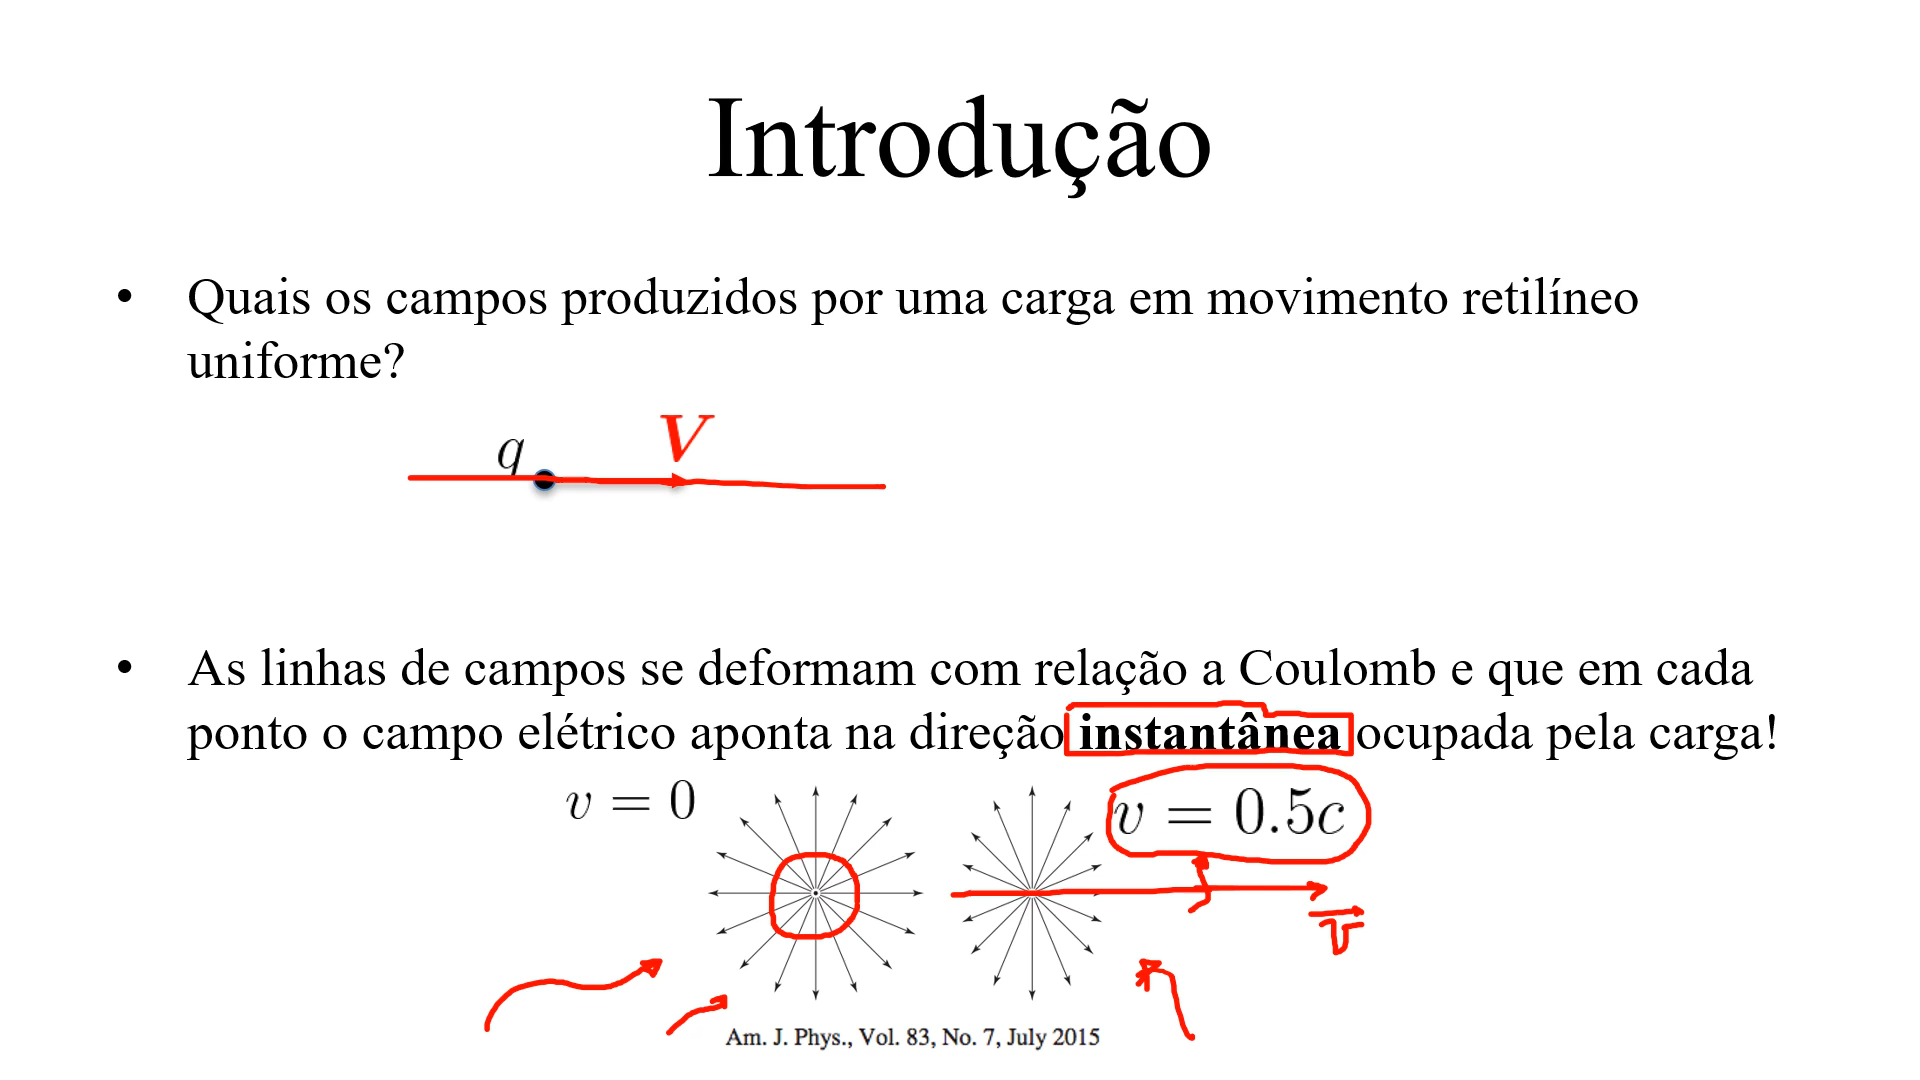 Introdução
• Quais os campos produzidos por uma carga em movimento retilíneo
uniforme?
q
V
• As linhas de campos se deformam com relação a Coulomb e que em cada
ponto o campo elétrico aponta na direção instantânea ocupada pela carga!
v = 0
v = 0.5c
v
Am. J. Phys., Vol. 83, No. 7, July 2015